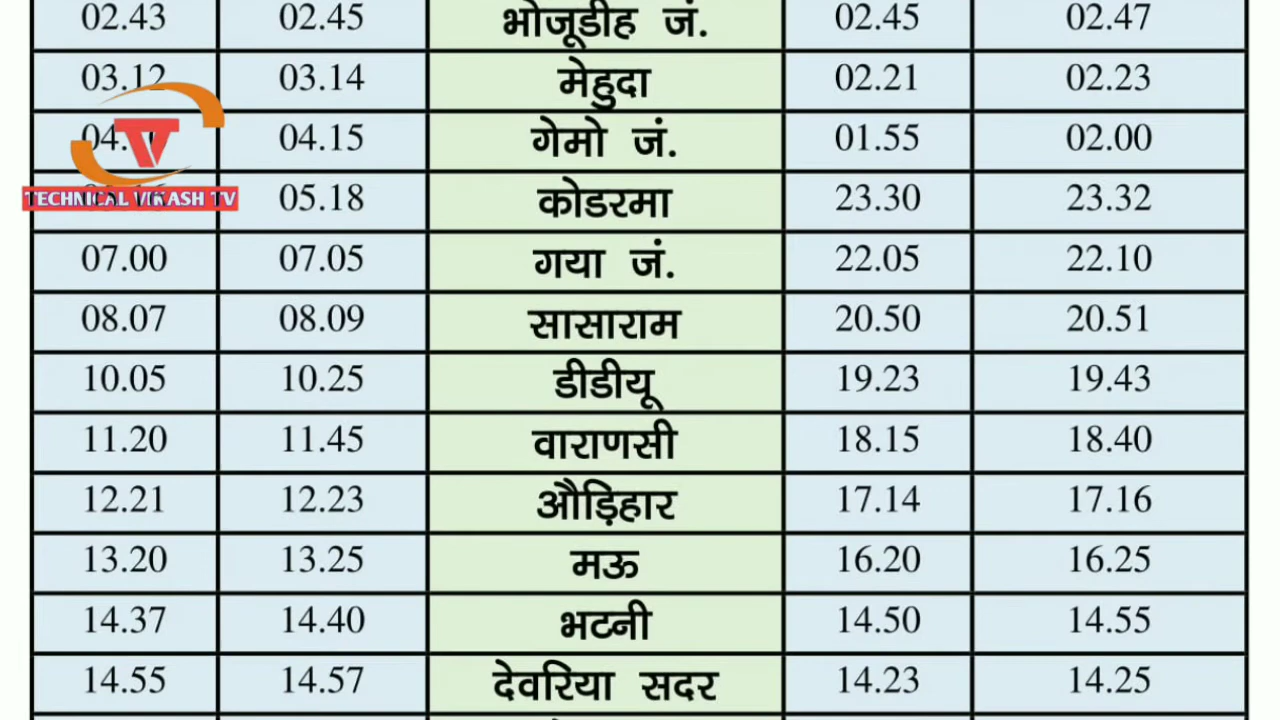 02.43 02.45 भोजूडीह जं. 02.45 02.47
03.12 03.14 मेहुदा 02.21 02.23
04.15 गेमो जं. 01.55 02.00
05.18 कोडरमा 23.30 23.32
07.00 07.05 गया जं. 22.05 22.10
08.07 08.09 सासाराम 20.50 20.51
10.05 10.25 डीडीयू 19.23 19.43
11.20 11.45 वाराणसी 18.15 18.40
12.21 12.23 औड़िहार 17.14 17.16
13.20 13.25 मऊ 16.20 16.25
14.37 14.40 भटनी 14.50 14.55
14.55 14.57 देवरिया सदर 14.23 14.25
TECHNICAL VIKASH TV